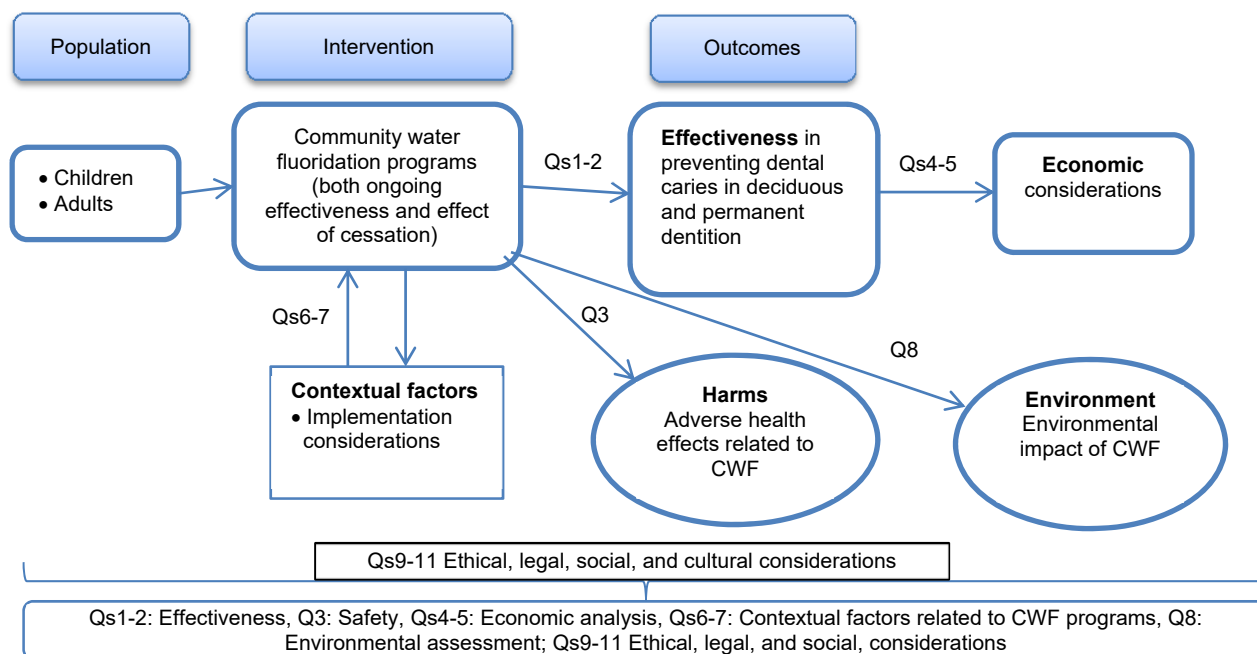 Population
Intervention
Outcomes
• Children
• Adults
Community water
fluoridation programs
(both ongoing
effectiveness and effect
of cessation)
Qs1-2
Effectiveness in
preventing dental
caries in deciduous
and permanent
dentition
Qs4-5
Economic
considerations
Qs6-7
Q3
Q8
Contextual factors
• Implementation
considerations
Harms
Adverse health
effects related to
CWF
Environment
Environmental
impact of CWF
Qs9-11 Ethical, legal, social, and cultural considerations
Qs1-2: Effectiveness, Q3: Safety, Qs4-5: Economic analysis, Qs6-7: Contextual factors related to CWF programs, Q8:
Environmental assessment; Qs9-11 Ethical, legal, and social, considerations